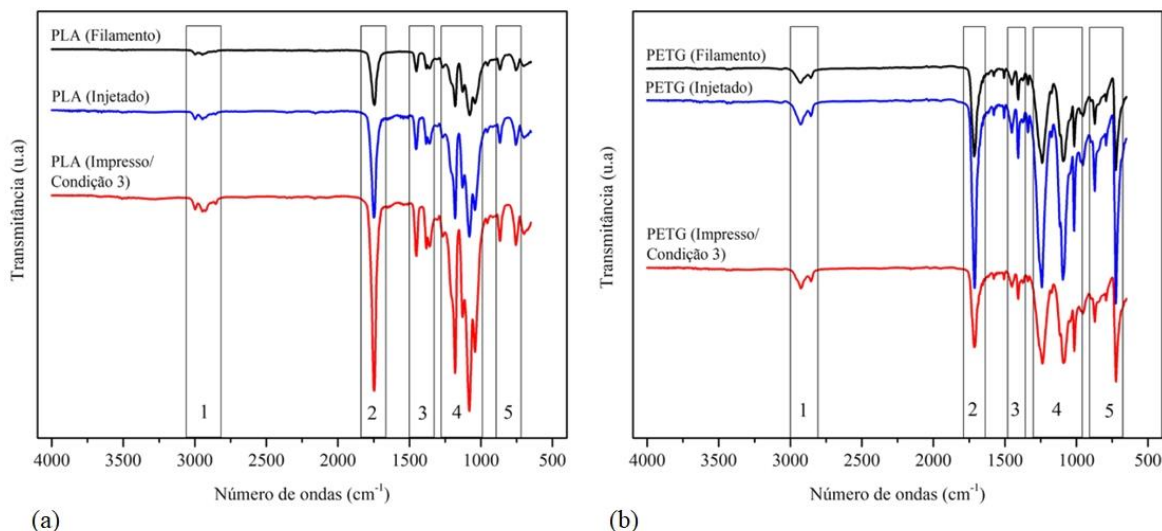 PLA (Filamento)
PLA (Injetado)
PLA (Impresso/
Condição 3)
1
2
3
4
5
Transmitância (u.a)
4000 3500 3000 2500 2000 1500 1000 500
Número de ondas (cm⁻¹)
(a)
PETG (Filamento)
PETG (Injetado)
PETG (Impresso/
Condição 3)
1
2
3
4
5
Transmitância (u.a)
4000 3500 3000 2500 2000 1500 1000 500
Número de ondas (cm⁻¹)
(b)